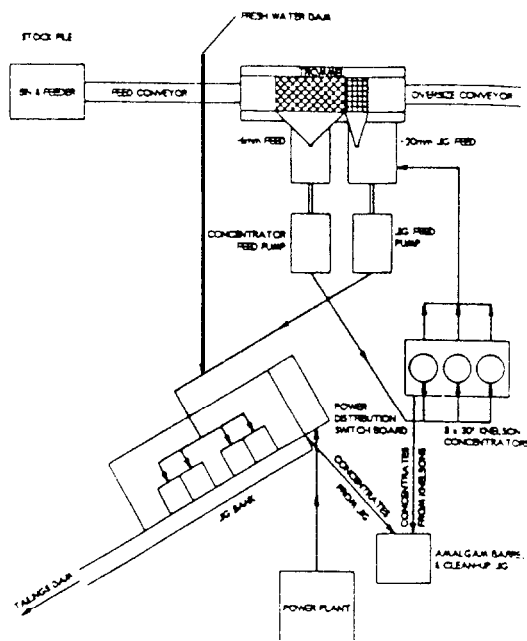 FRESH WATER DAM
STOCK PILE
TROMMEL
BIN & FEEDER
FEED CONVEYOR
OVERSIZE CONVEYOR
-6mm FEED
-30mm JIG FEED
CONCENTRATOR
FEED PUMP
JIG FEED
PUMP
POWER
DISTRIBUTION
SWITCH BOARD
x 30" KNELSON
CONCENTRATORS
CONCENTRATES
FROM JIG
CONCENTRATES
FROM KNELSONS
JIG BANK
TAILINGS DAM
AMALGAM BARREL
& CLEAN-UP JIG
POWER PLANT